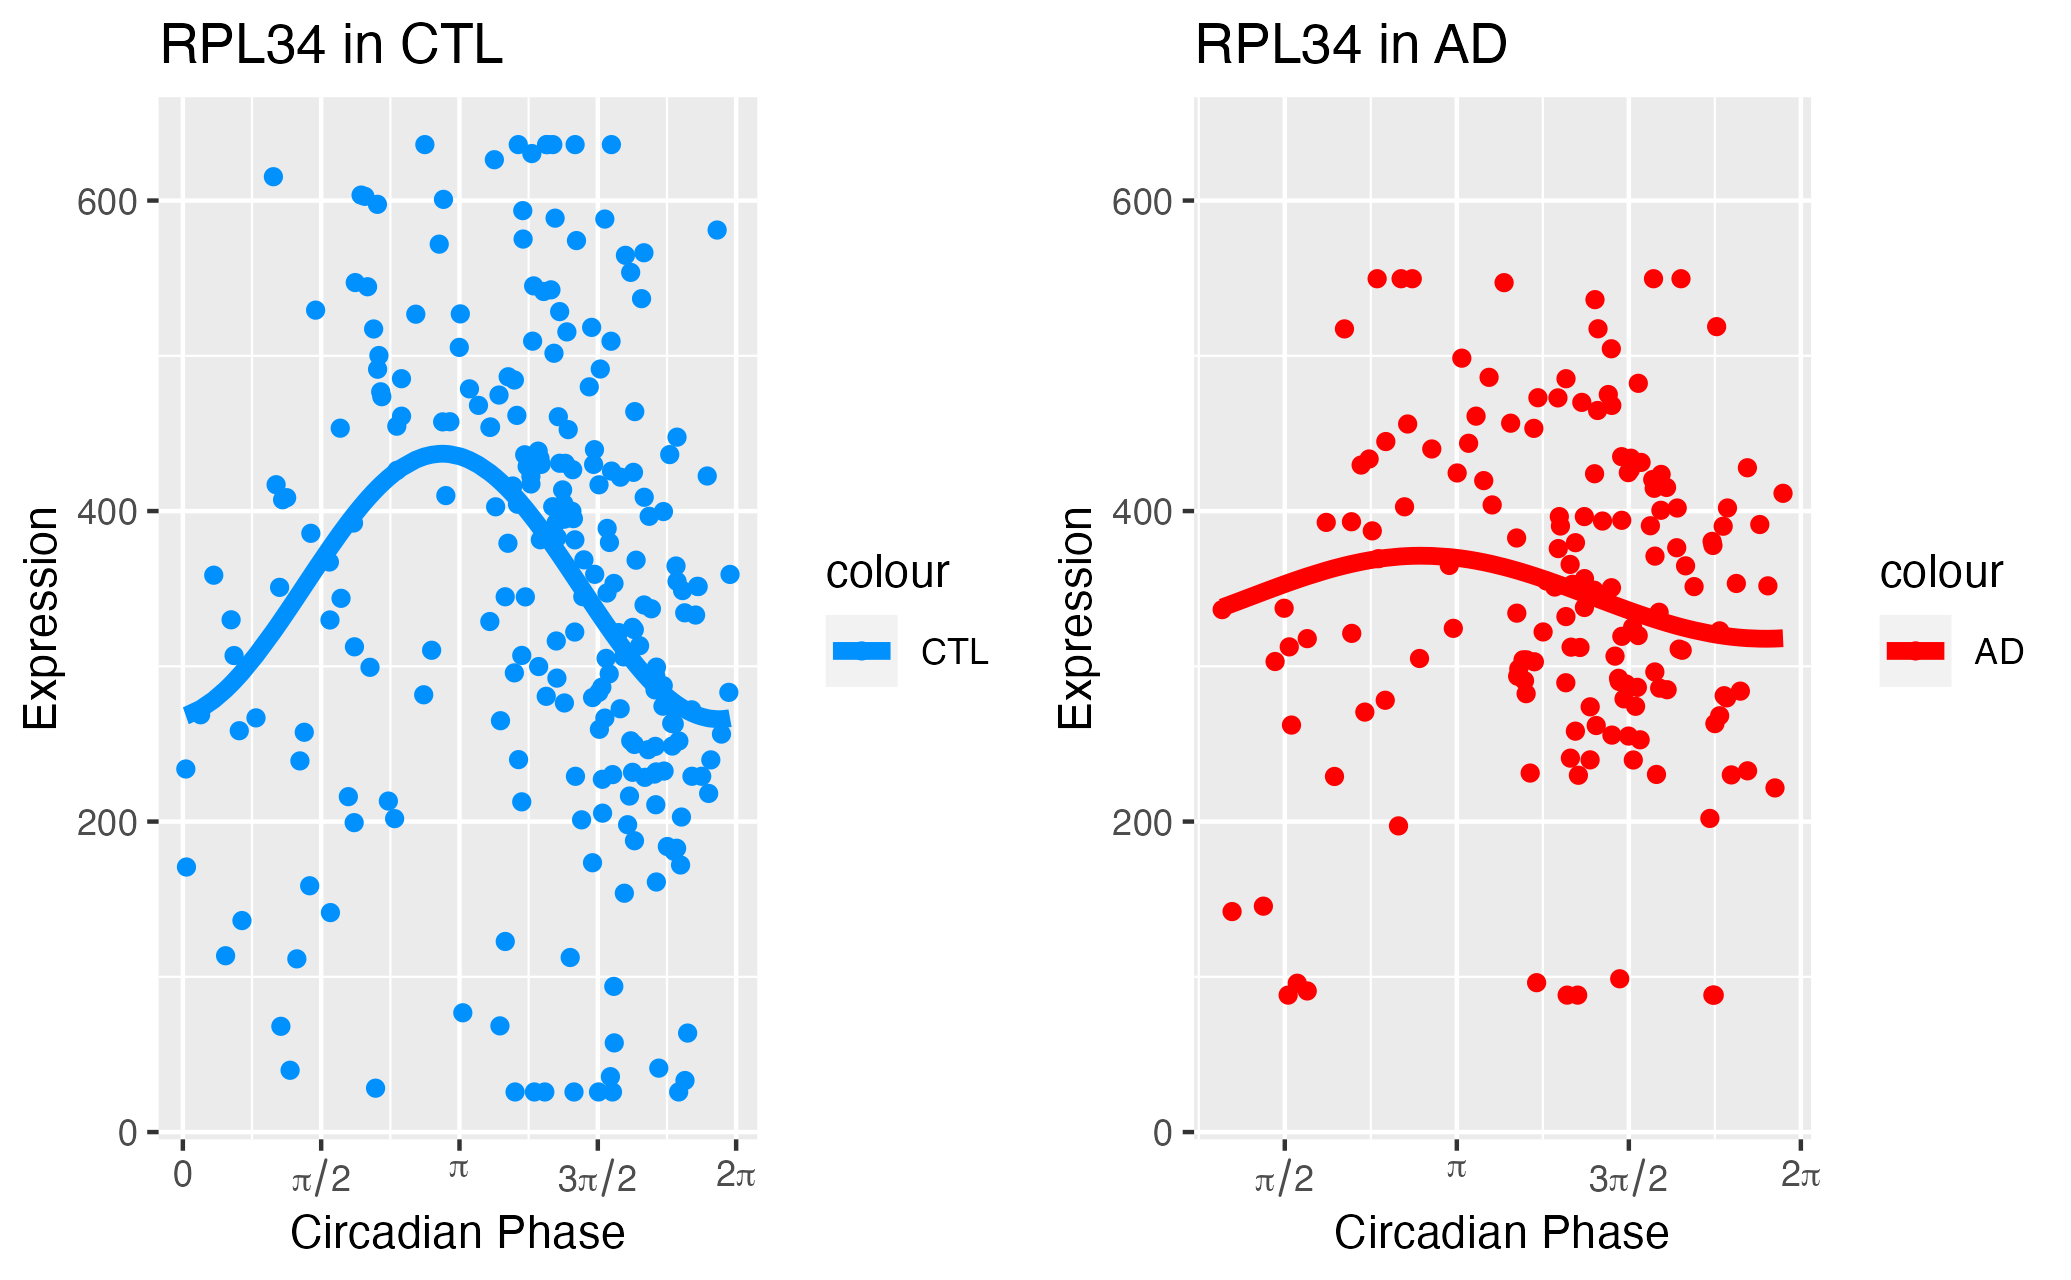 RPL34 in CTL
Expression
600
400
200
0
0 π/2 π 3π/2 2π
Circadian Phase
colour
CTL
RPL34 in AD
Expression
600
400
200
0
π/2 π 3π/2 2π
Circadian Phase
colour
AD